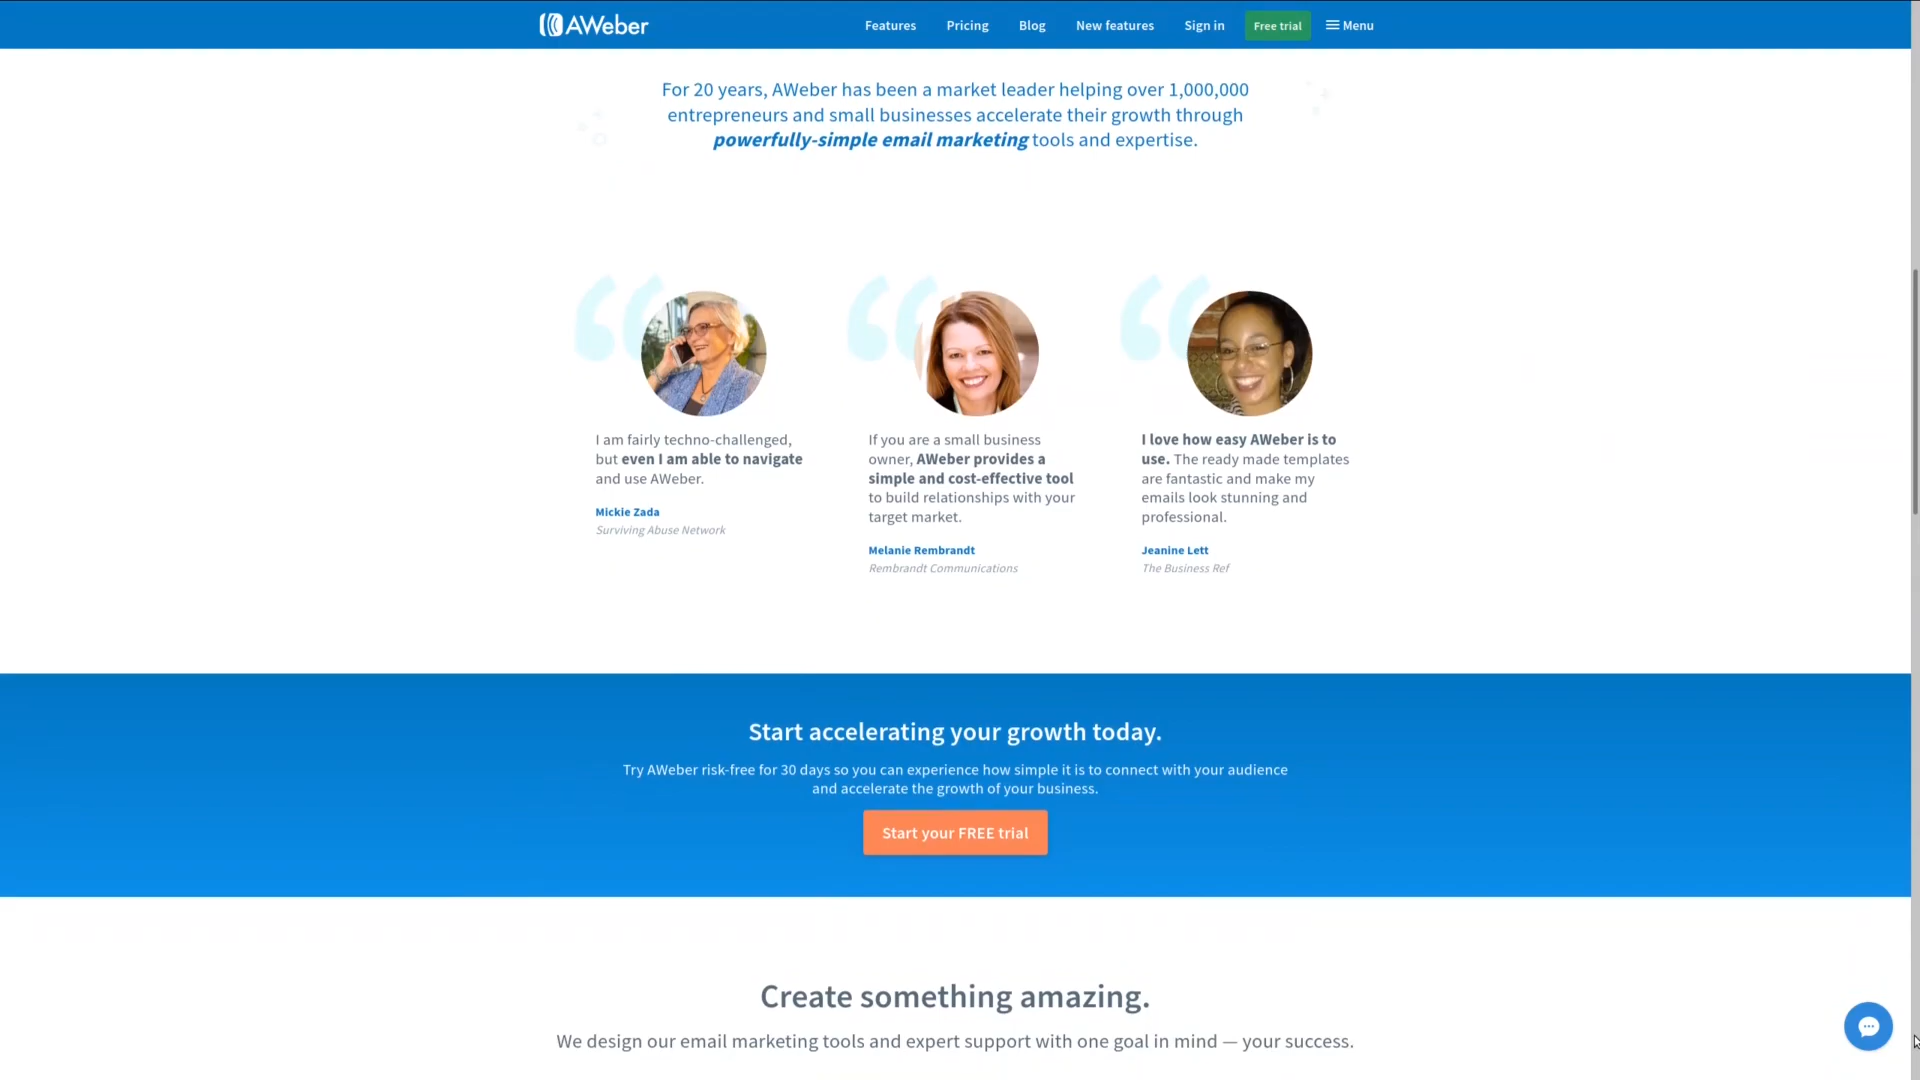 AWeber
Features
Pricing
Blog
New features
Sign in
Free trial
Menu
For 20 years, AWeber has been a market leader helping over 1,000,000
entrepreneurs and small businesses accelerate their growth through
powerfully-simple email marketing tools and expertise.
I am fairly techno-challenged,
but even I am able to navigate
and use AWeber.
Mickie Zada
Surviving Abuse Network
If you are a small business
owner, AWeber provides a
simple and cost-effective tool
to build relationships with your
target market.
Melanie Rembrandt
Rembrandt Communications
I love how easy AWeber is to
use. The ready made templates
are fantastic and make my
emails look stunning and
professional.
Jeanine Lett
The Business Ref
Start accelerating your growth today.
Try AWeber risk-free for 30 days so you can experience how simple it is to connect with your audience
and accelerate the growth of your business.
Start your FREE trial
Create something amazing.
We design our email marketing tools and expert support with one goal in mind — your success.